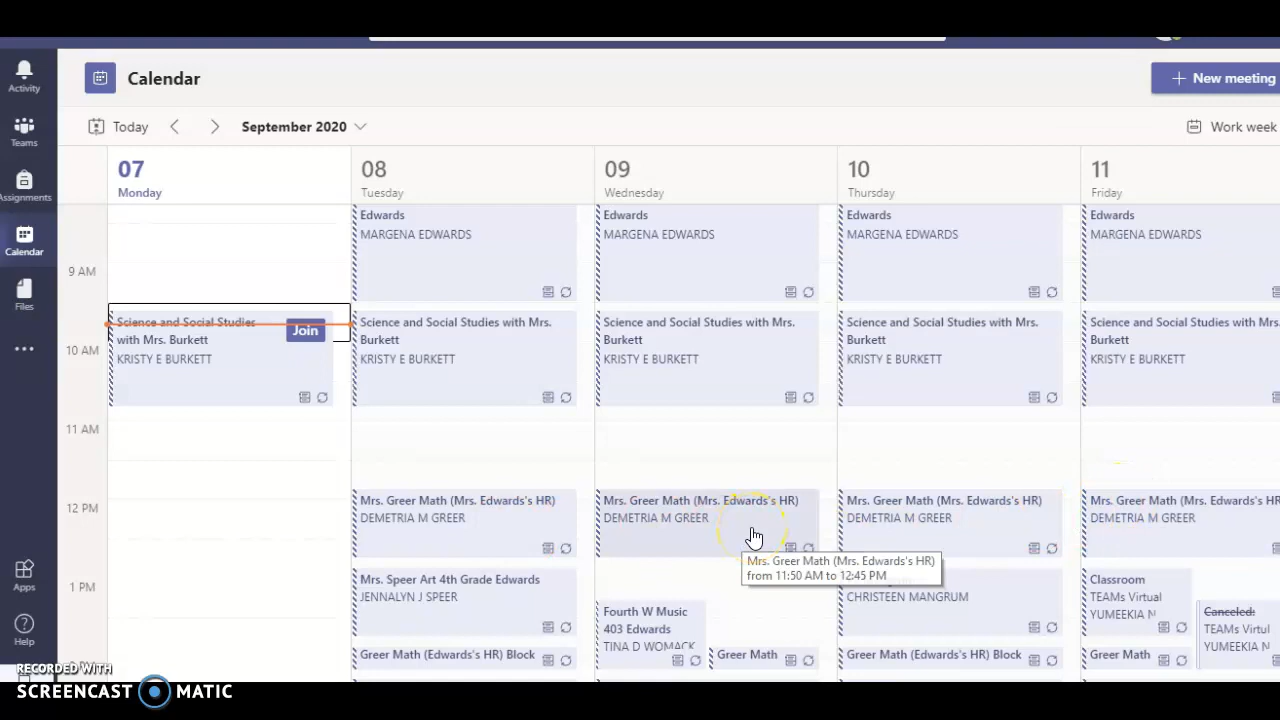 Calendar
New meeting
Today
September 2020
Work week
Activity
Teams
Assignments
Calendar
Files
Apps
Help
07
Monday
08
Tuesday
09
Wednesday
10
Thursday
11
Friday
9 AM
10 AM
11 AM
12 PM
1 PM
Science and Social Studies
with Mrs. Burkett
KRISTY E BURKETT
Join
Edwards
MARGENA EDWARDS
Science and Social Studies with Mrs.
Burkett
KRISTY E BURKETT
Mrs. Greer Math (Mrs. Edwards's HR)
DEMETRIA M GREER
Mrs. Speer Art 4th Grade Edwards
JENNALYN J SPEER
Greer Math (Edwards's HR) Block
Edwards
MARGENA EDWARDS
Science and Social Studies with Mrs.
Burkett
KRISTY E BURKETT
Mrs. Greer Math (Mrs. Edwards's HR)
DEMETRIA M GREER
Mrs. Greer Math (Mrs. Edwards's HR)
from 11:50 AM to 12:45 PM
Fourth W Music
403 Edwards
TINA D WOMACK
Greer Math
Edwards
MARGENA EDWARDS
Science and Social Studies with Mrs.
Burkett
KRISTY E BURKETT
Mrs. Greer Math (Mrs. Edwards's HR)
DEMETRIA M GREER
CHRISTEEN MANGRUM
Greer Math (Edwards's HR) Block
Edwards
MARGENA EDWARDS
Science and Social Studies with Mrs.
Burkett
KRISTY E BURKETT
Mrs. Greer Math (Mrs. Edwards's HR
DEMETRIA M GREER
Classroom
TEAMs Virtual
YUMEEKIA
Canceled:
TEAMs Virtul
YUMEEKIA
Greer Math
RECORDED WITH
SCREENCAST MATIC